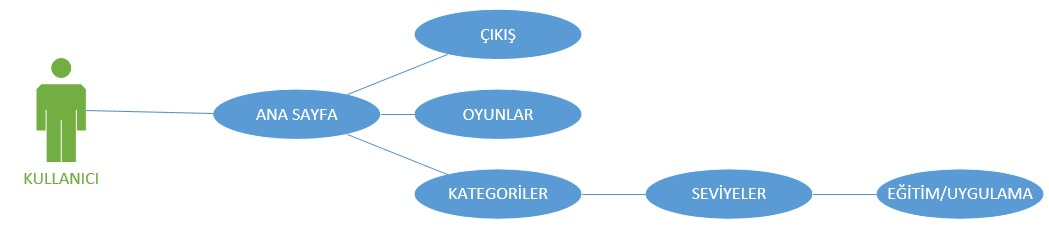 ÇIKIŞ
ANA SAYFA
OYUNLAR
KULLANICI
KATEGORİLER
SEVİYELER
EĞİTİM/UYGULAMA